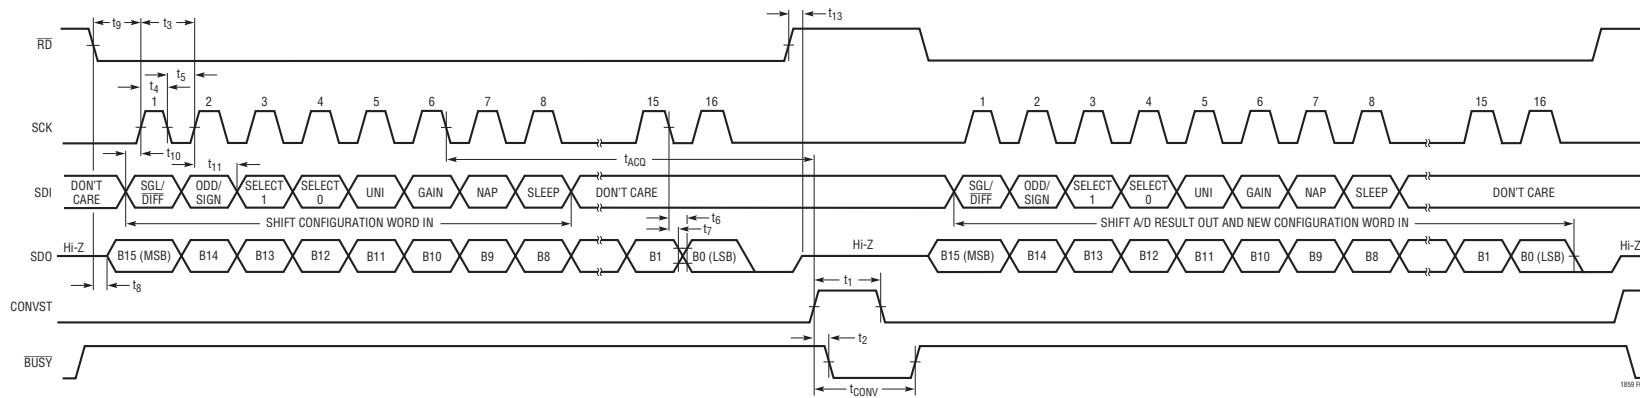 t9 t3 t13
RD
t4 t5
1 2 3 4 5 6 7 8 15 16 1 2 3 4 5 6 7 8 15 16
SCK
t10 t11 tACQ
SDI DON'T CARE SGL/DIFF ODD/SIGN SELECT 1 SELECT 0 UNI GAIN NAP SLEEP DON'T CARE SGL/DIFF ODD/SIGN SELECT 1 SELECT 0 UNI GAIN NAP SLEEP DON'T CARE
SHIFT CONFIGURATION WORD IN t6 SHIFT A/D RESULT OUT AND NEW CONFIGURATION WORD IN
t7
SDO Hi-Z B15 (MSB) B14 B13 B12 B11 B10 B9 B8 B1 B0 (LSB) Hi-Z B15 (MSB) B14 B13 B12 B11 B10 B9 B8 B1 B0 (LSB) Hi-Z
t8 t1
CONVST
t2
BUSY
tCONV
1859